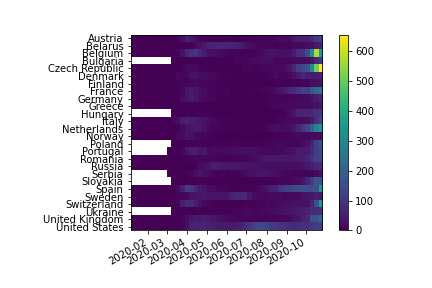 Austria
Belarus
Belgium
Bulgaria
Czech Republic
Denmark
Finland
France
Germany
Greece
Hungary
Italy
Netherlands
Norway
Poland
Portugal
Romania
Russia
Serbia
Slovakia
Spain
Sweden
Switzerland
Ukraine
United Kingdom
United States
2020-02
2020-03
2020-04
2020-05
2020-06
2020-07
2020-08
2020-09
2020-10
600
500
400
300
200
100
0